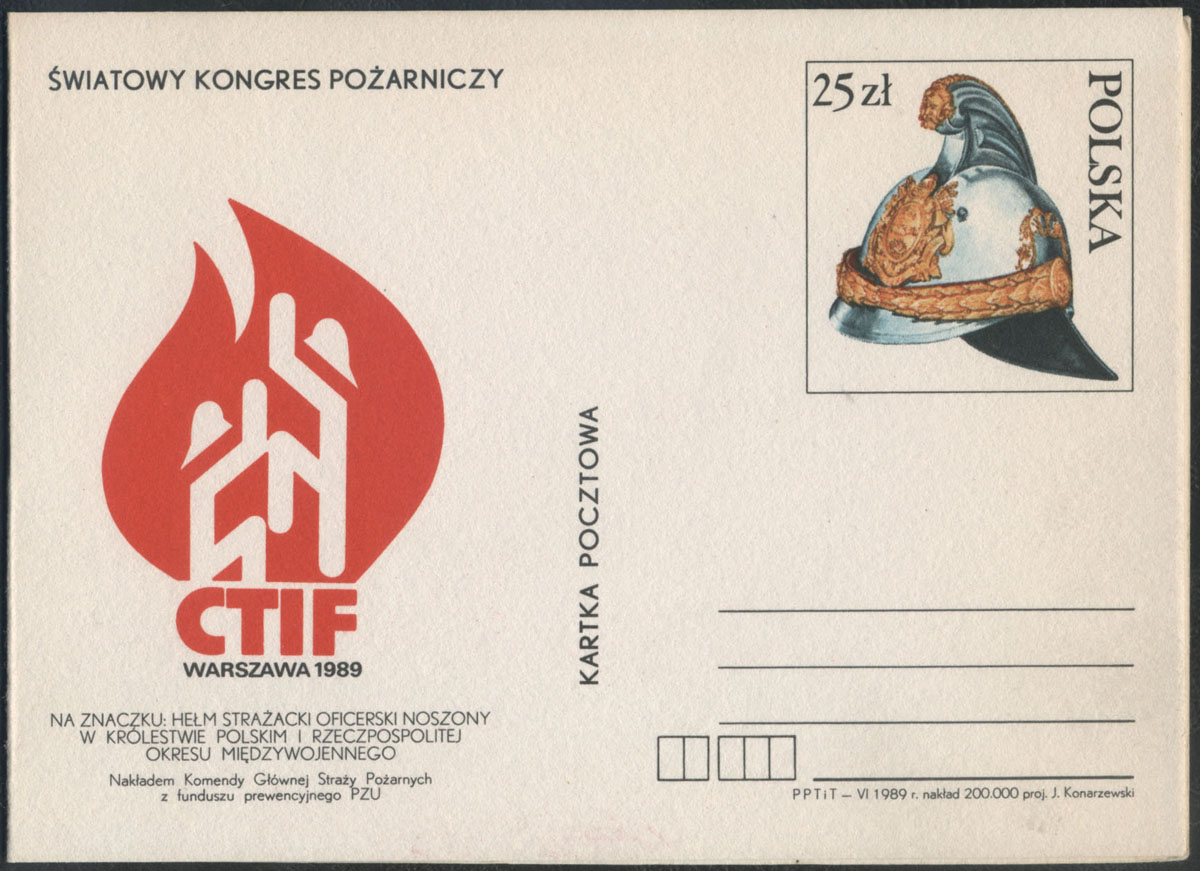 ŚWIATOWY KONGRES POŻARNICZY
25 zł
POLSKA
CTIF
WARSZAWA 1989
NA ZNACZKU: HEŁM STRAŻACKI OFICERSKI NOSZONY
W KRÓLESTWIE POLSKIM I RZECZPOSPOLITEJ
OKRESU MIĘDZYWOJENNEGO
Nakładem Komendy Głównej Straży Pożarnych
z funduszu prewencyjnego PZU
KARTKA POCZTOWA
PPTiT – VI 1989 r. nakład 200.000 proj. J. Konarzewski